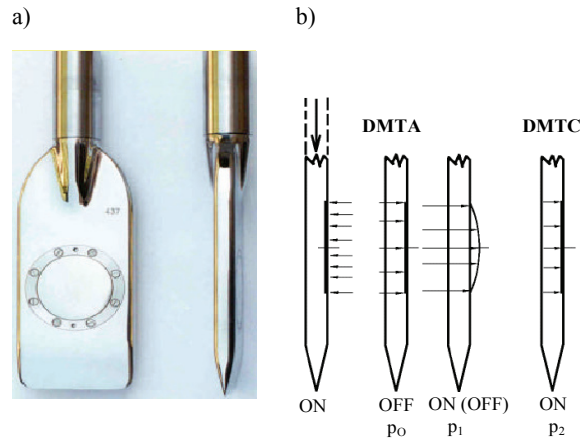 a)
b)
DMTA
DMTC
437
ON
OFF
ON (OFF)
ON
pO
p1
p2